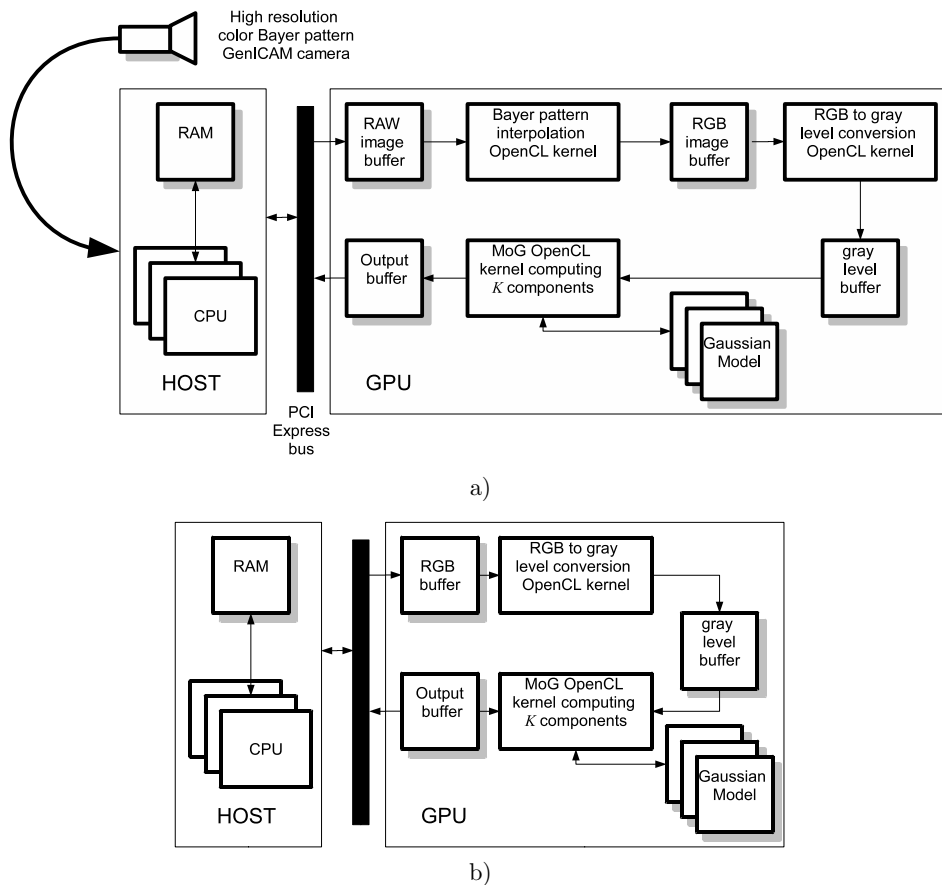 High resolution
color Bayer pattern
GenICAM camera
RAM
CPU
HOST
PCI
Express
bus
RAW
image
buffer
Bayer pattern
interpolation
OpenCL kernel
RGB
image
buffer
RGB to gray
level conversion
OpenCL kernel
Output
buffer
MoG OpenCL
kernel computing
K components
gray
level
buffer
Gaussian
Model
GPU
a)
RAM
CPU
HOST
RGB
buffer
RGB to gray
level conversion
OpenCL kernel
gray
level
buffer
Output
buffer
MoG OpenCL
kernel computing
K components
Gaussian
Model
GPU
b)